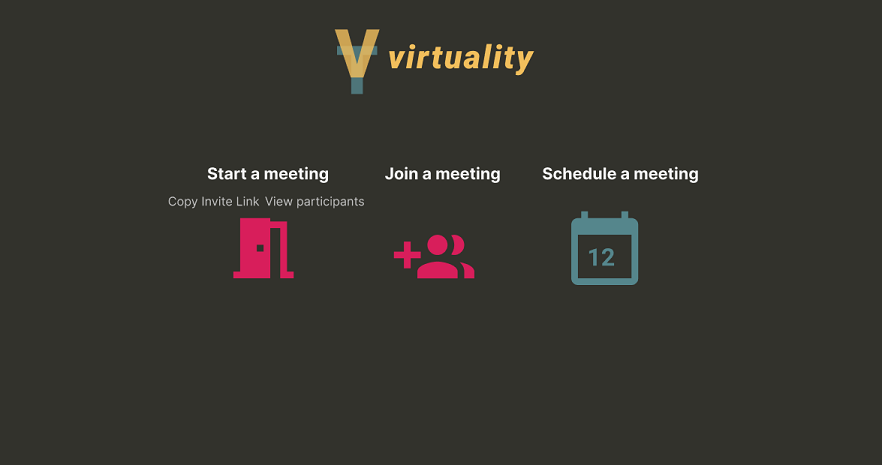 virtuality
Start a meeting
Join a meeting
Schedule a meeting
Copy Invite Link
View participants
12